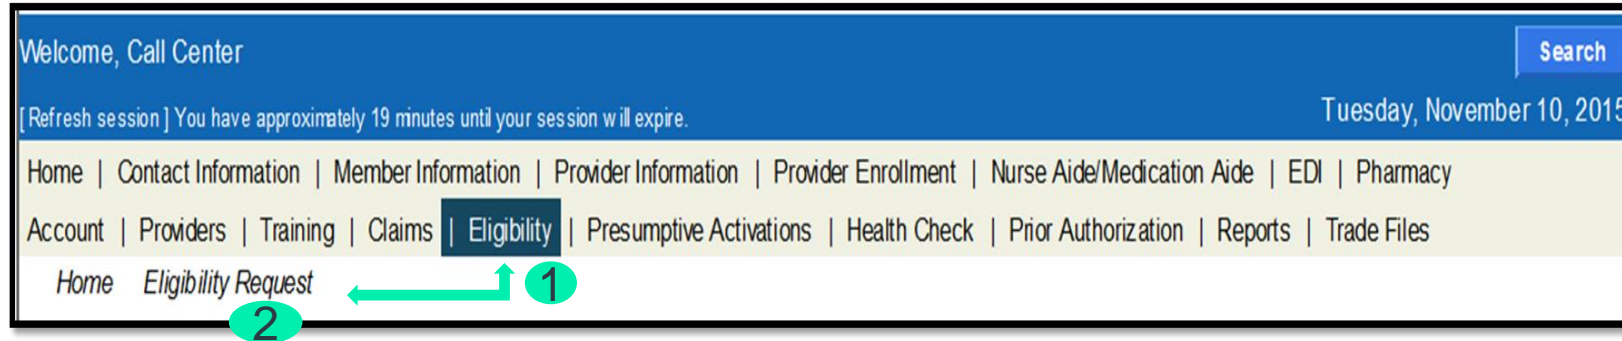 Welcome, Call Center
Search
[ Refresh session ] You have approximately 19 minutes until your session will expire.
Tuesday, November 10, 2015
Home | Contact Information | Member Information | Provider Information | Provider Enrollment | Nurse Aide/Medication Aide | EDI | Pharmacy
Account | Providers | Training | Claims | Eligibility | Presumptive Activations | Health Check | Prior Authorization | Reports | Trade Files
Home Eligibility Request
1
2